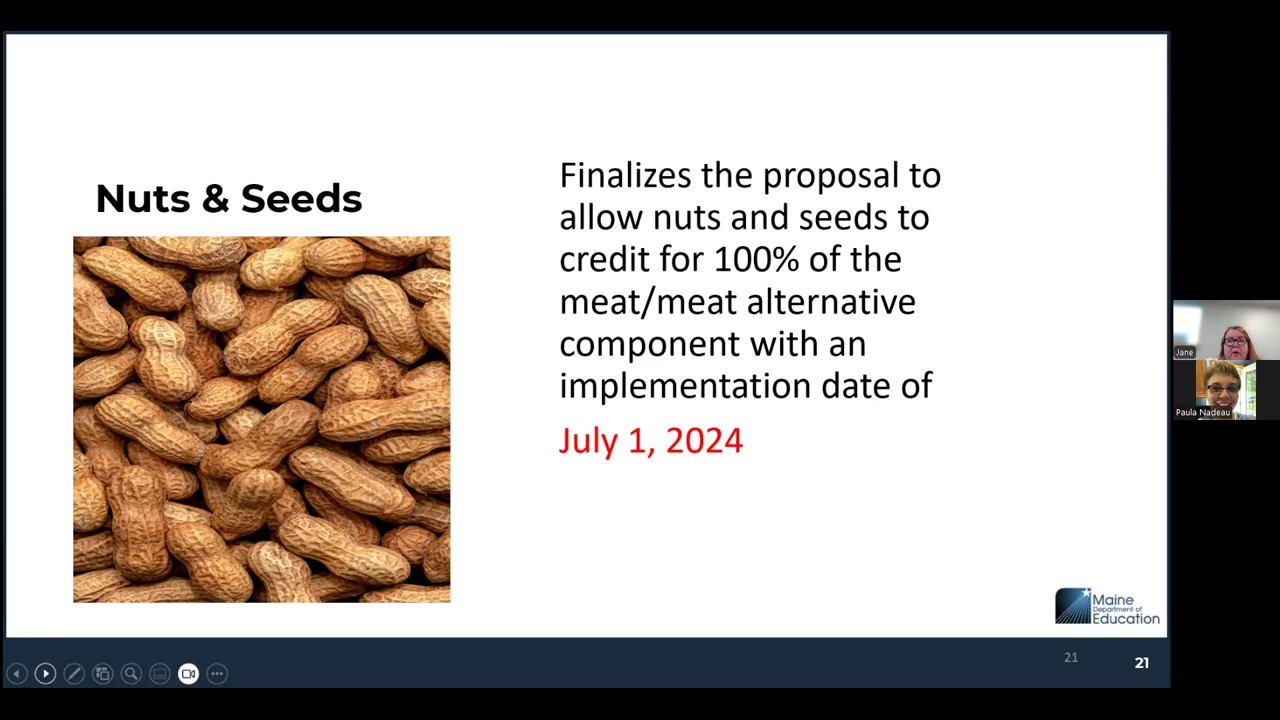 Nuts & Seeds
Finalizes the proposal to
allow nuts and seeds to
credit for 100% of the
meat/meat alternative
component with an
implementation date of
July 1, 2024
Maine
Department of
Education
21
21
Jane
Paula Nadeau